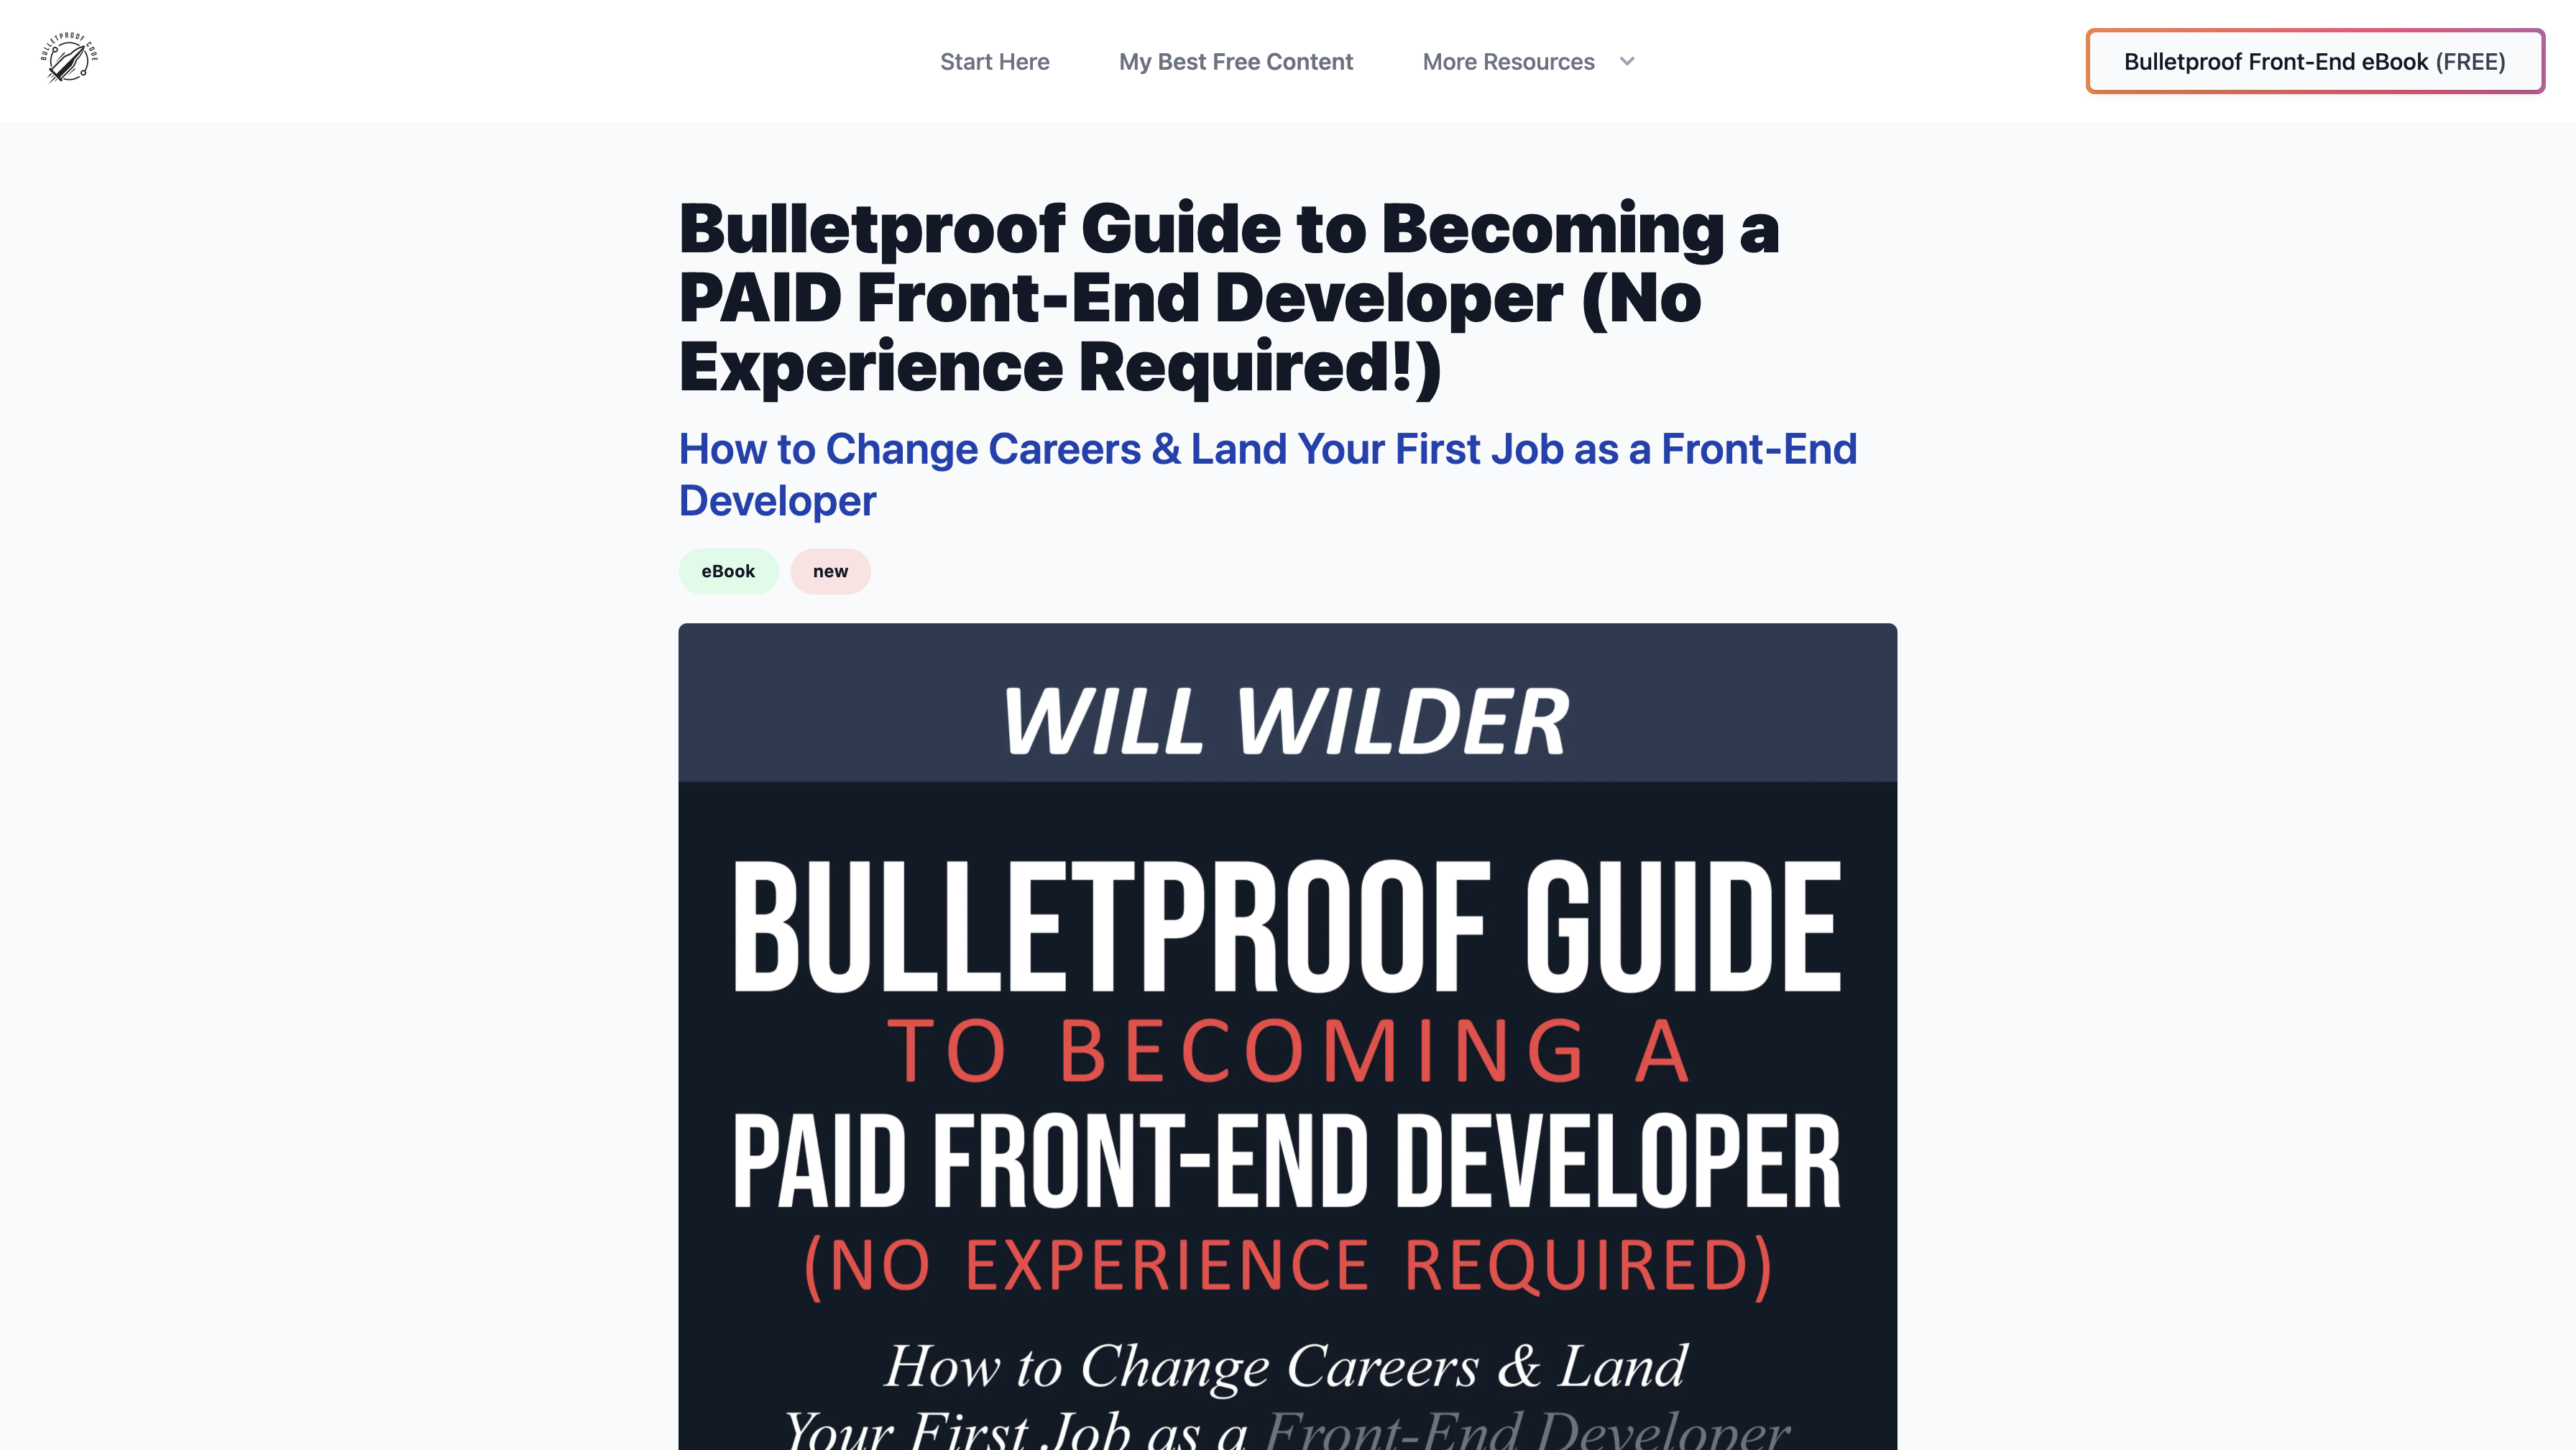 BULLETPROOF CODE
Start Here
My Best Free Content
More Resources
Bulletproof Front-End eBook (FREE)
Bulletproof Guide to Becoming a
PAID Front-End Developer (No
Experience Required!)
How to Change Careers & Land Your First Job as a Front-End
Developer
eBook
new
WILL WILDER
BULLETPROOF GUIDE
TO BECOMING A
PAID FRONT-END DEVELOPER
(NO EXPERIENCE REQUIRED)
How to Change Careers & Land
Your First Job as a Front-End Developer